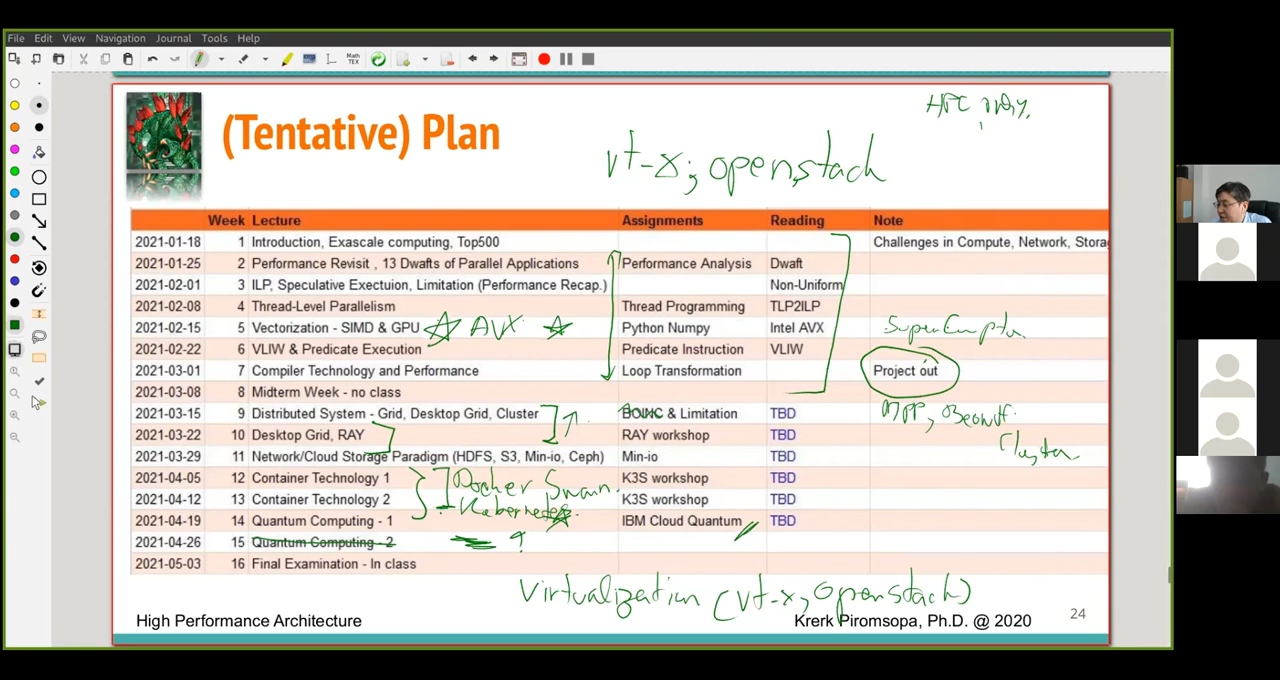 File Edit View Navigation Journal Tools Help
(Tentative) Plan
vt-x; openstack
Week Lecture Assignments Reading Note
2021-01-18 1 Introduction, Exascale computing, Top500 Challenges in Compute, Network, Storag
2021-01-25 2 Performance Revisit , 13 Dwafts of Parallel Applications Performance Analysis Dwaft
2021-02-01 3 ILP, Speculative Exectuion, Limitation (Performance Recap.) Non-Uniform
2021-02-08 4 Thread-Level Parallelism Thread Programming TLP2ILP
2021-02-15 5 Vectorization - SIMD & GPU AVX Python Numpy Intel AVX
2021-02-22 6 VLIW & Predicate Execution Predicate Instruction VLIW
2021-03-01 7 Compiler Technology and Performance Loop Transformation Project out
2021-03-08 8 Midterm Week - no class
2021-03-15 9 Distributed System - Grid, Desktop Grid, Cluster BOINC & Limitation TBD MPP,
2021-03-22 10 Desktop Grid, RAY RAY workshop TBD Cluster
2021-03-29 11 Network/Cloud Storage Paradigm (HDFS, S3, Min-io, Ceph) Min-io TBD
2021-04-05 12 Container Technology 1 Docker Swarm K3S workshop TBD
2021-04-12 13 Container Technology 2 Kubernetes K3S workshop TBD
2021-04-19 14 Quantum Computing - 1 IBM Cloud Quantum TBD
2021-04-26 15 Quantum Computing - 2 ?
2021-05-03 16 Final Examination - In class
Virtualization (vt-x, openstack)
High Performance Architecture Krerk Piromsopa, Ph.D. @ 2020 24